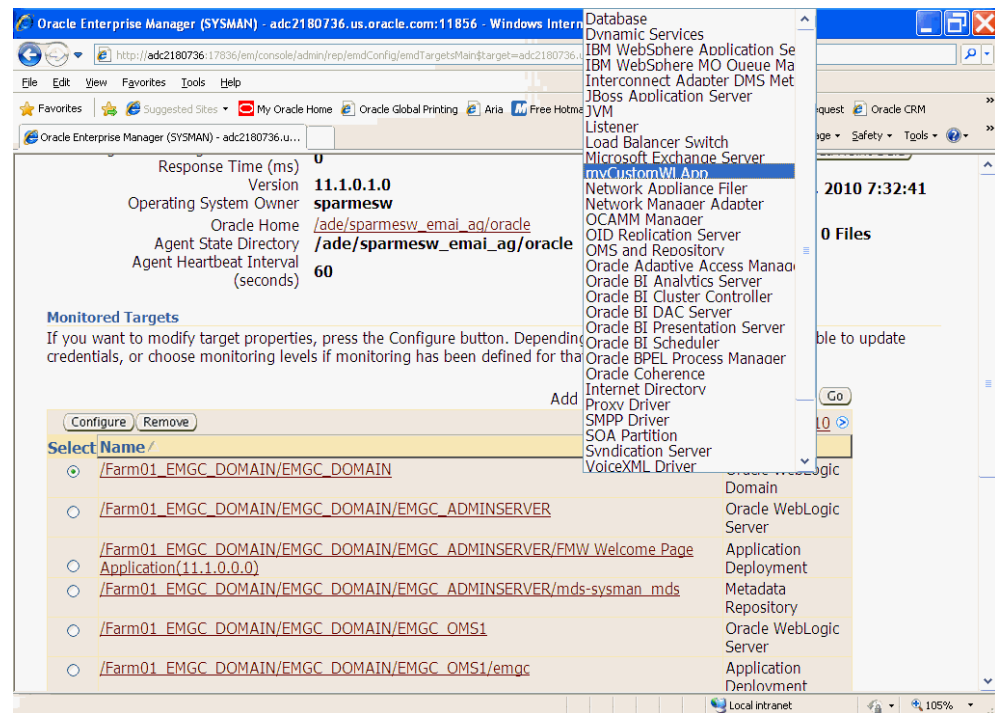 Oracle Enterprise Manager (SYSMAN) - adc2180736.us.oracle.com:11856 - Windows Intern
http://adc2180736:17836/em/console/admin/rep/emdConfig/emdTargetsMain$target=adc2180736.u
File Edit View Favorites Tools Help
Favorites Suggested Sites My Oracle Home Oracle Global Printing Aria Free Hotma quest Oracle CRM »
Oracle Enterprise Manager (SYSMAN) - adc2180736.u... age Safety Tools »
Response Time (ms) 0
Version 11.1.0.1.0
Operating System Owner sparmesw
Oracle Home /ade/sparmesw_emai_ag/oracle
Agent State Directory /ade/sparmesw_emai_ag/oracle
Agent Heartbeat Interval (seconds) 60
2010 7:32:41
0 Files
Database
Dynamic Services
IBM WebSphere Application Se
IBM WebSphere MQ Queue Ma
Interconnect Adapter DMS Met
JBoss Application Server
JVM
Listener
Load Balancer Switch
Microsoft Exchange Server
myCustomWLApp
Network Appliance Filer
Network Manager Adapter
OCAMM Manager
OID Replication Server
OMS and Repository
Oracle Adaptive Access Manag
Oracle BI Analytics Server
Oracle BI Cluster Controller
Oracle BI DAC Server
Oracle BI Presentation Server
Oracle BI Scheduler
Oracle BPEL Process Manager
Oracle Coherence
Internet Directory
Proxy Driver
SMPP Driver
SOA Partition
Syndication Server
VoiceXML Driver
Monitored Targets
If you want to modify target properties, press the Configure button. Depending ble to update
credentials, or choose monitoring levels if monitoring has been defined for tha
Add Go
Configure Remove 10
Select Name
/Farm01_EMGC_DOMAIN/EMGC_DOMAIN Oracle WebLogic
Domain
/Farm01_EMGC_DOMAIN/EMGC_DOMAIN/EMGC_ADMINSERVER Oracle WebLogic
Server
/Farm01_EMGC_DOMAIN/EMGC_DOMAIN/EMGC_ADMINSERVER/FMW Welcome Page Application
Application(11.1.0.0.0) Deployment
/Farm01_EMGC_DOMAIN/EMGC_DOMAIN/EMGC_ADMINSERVER/mds-sysman_mds Metadata
Repository
/Farm01_EMGC_DOMAIN/EMGC_DOMAIN/EMGC_OMS1 Oracle WebLogic
Server
/Farm01_EMGC_DOMAIN/EMGC_DOMAIN/EMGC_OMS1/emgc Application
Deployment
Local intranet 105%